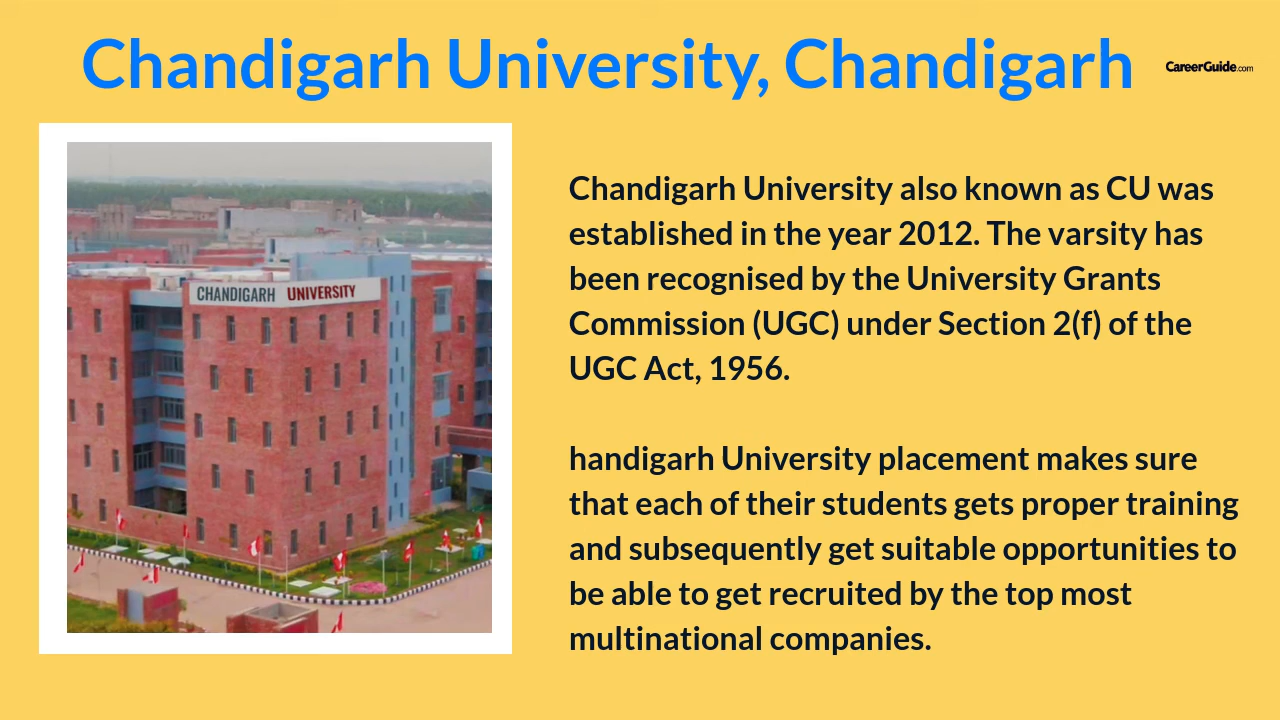 Chandigarh University, Chandigarh
CareerGuide.com
CHANDIGARH UNIVERSITY
Chandigarh University also known as CU was
established in the year 2012. The varsity has
been recognised by the University Grants
Commission (UGC) under Section 2(f) of the
UGC Act, 1956.
handigarh University placement makes sure
that each of their students gets proper training
and subsequently get suitable opportunities to
be able to get recruited by the top most
multinational companies.